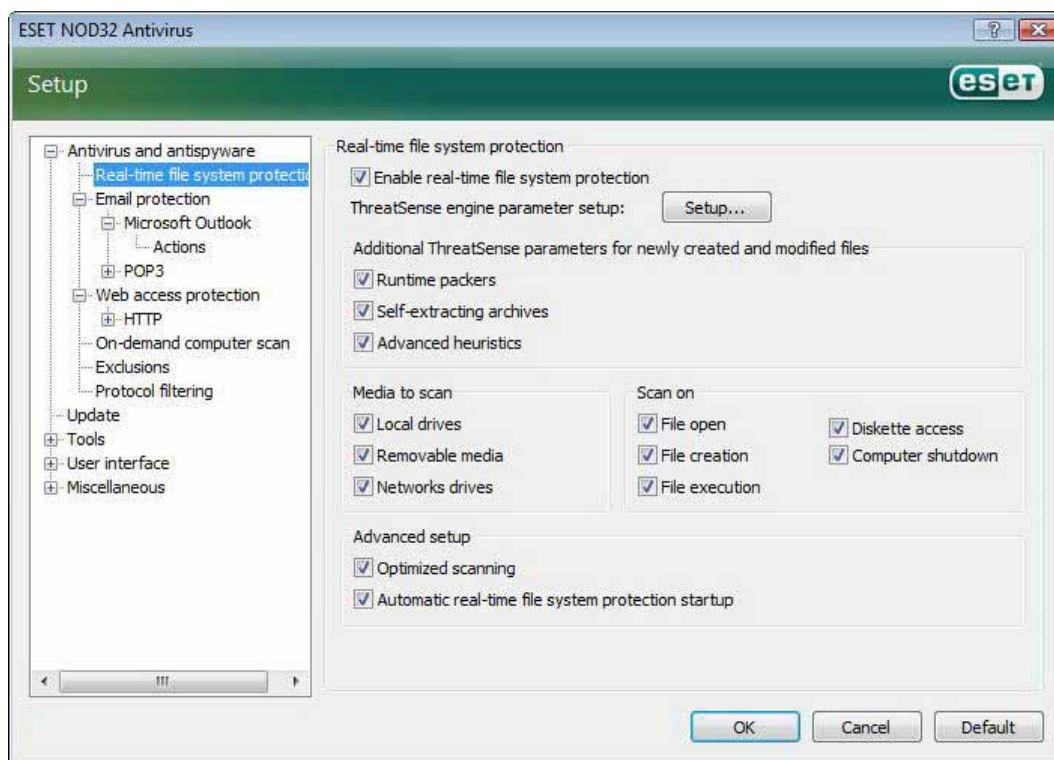 ESET NOD32 Antivirus
Setup
eset
Antivirus and antispyware
Real-time file system protectio
Email protection
Microsoft Outlook
Actions
POP3
Web access protection
HTTP
On-demand computer scan
Exclusions
Protocol filtering
Update
Tools
User interface
Miscellaneous
Real-time file system protection
Enable real-time file system protection
ThreatSense engine parameter setup: Setup...
Additional ThreatSense parameters for newly created and modified files
Runtime packers
Self-extracting archives
Advanced heuristics
Media to scan
Local drives
Removable media
Networks drives
Scan on
File open
File creation
File execution
Diskette access
Computer shutdown
Advanced setup
Optimized scanning
Automatic real-time file system protection startup
OK Cancel Default